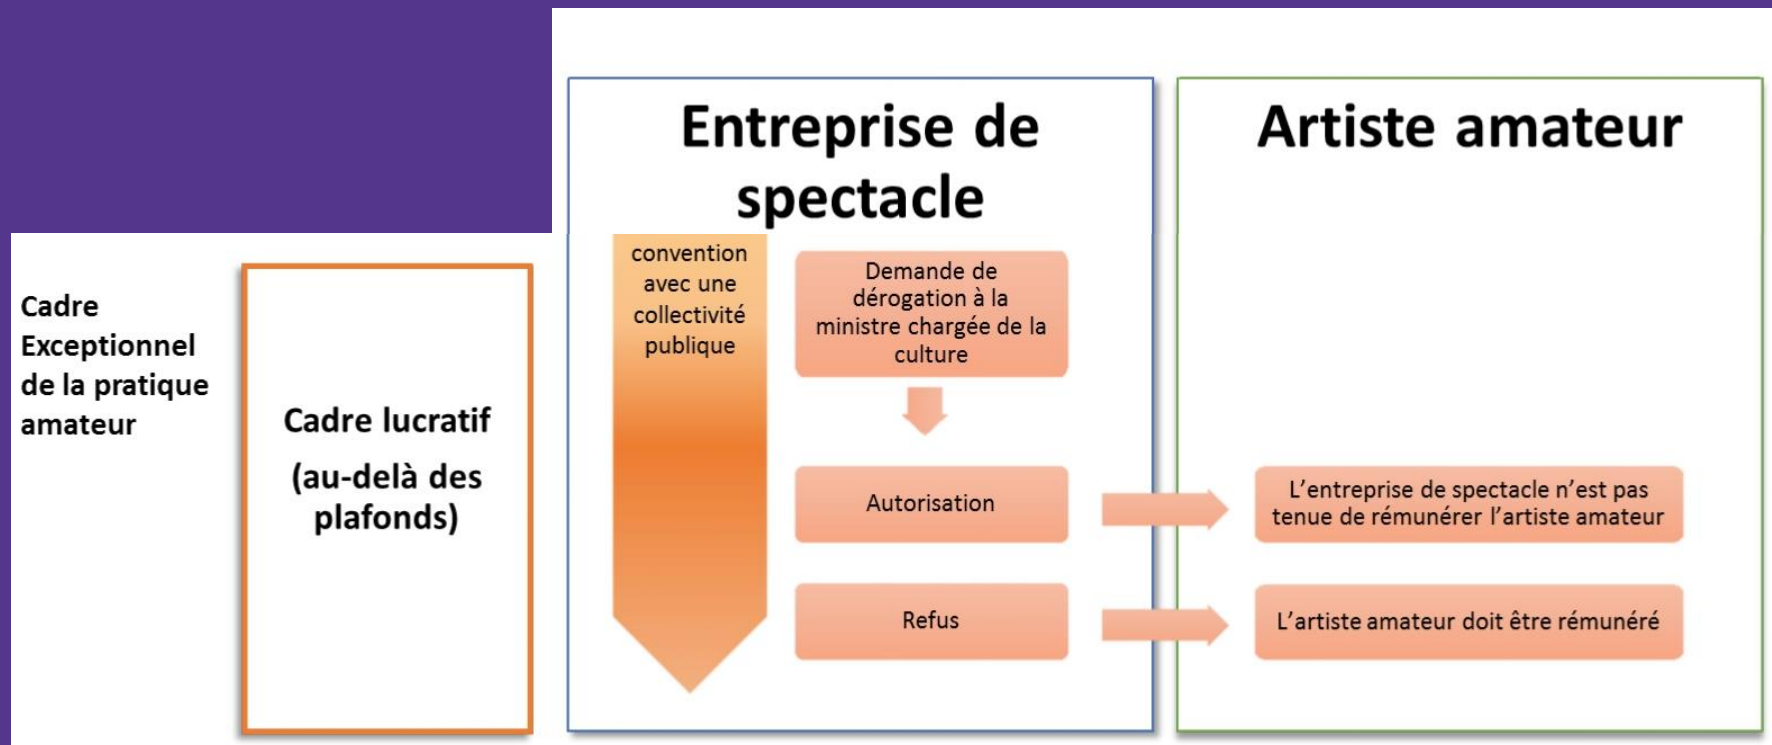 Entreprise de
spectacle
Artiste amateur
Cadre
Exceptionnel
de la pratique
amateur
Cadre lucratif
(au-delà des
plafonds)
convention
avec une
collectivité
publique
Demande de
dérogation à la
ministre chargée de la
culture
Autorisation
L’entreprise de spectacle n’est pas
tenue de rémunérer l’artiste amateur
Refus
L’artiste amateur doit être rémunéré